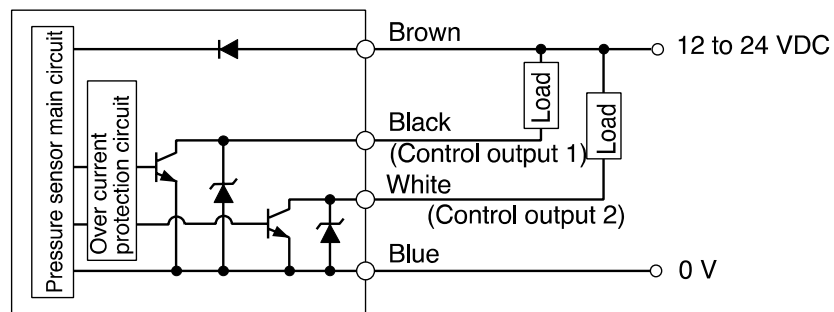 Pressure sensor main circuit
Over current
protection circuit
Brown
12 to 24 VDC
Load
Load
Black
(Control output 1)
White
(Control output 2)
Blue
0 V